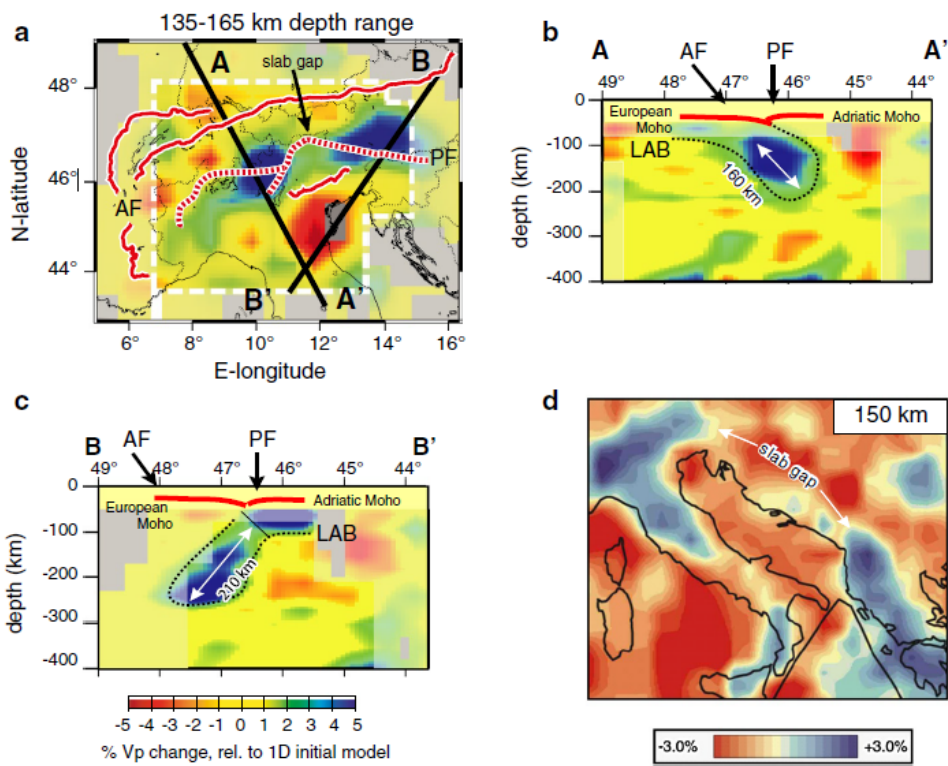 135-165 km depth range
a
A
B
slab gap
48°
46°
44°
N-latitude
PF
AF
B'
A'
6°
8°
10°
12°
14°
16°
E-longitude
b
A
AF
PF
A'
49°
48°
47°
46°
45°
44°
0
-100
-200
-300
-400
depth (km)
European
Moho
Adriatic Moho
LAB
160 km
c
B
AF
PF
B'
49°
48°
47°
46°
45°
44°
0
-100
-200
-300
-400
depth (km)
European
Moho
Adriatic Moho
LAB
210 km
-5 -4 -3 -2 -1 0 1 2 3 4 5
% Vp change, rel. to 1D initial model
d
150 km
slab gap
-3.0%
+3.0%